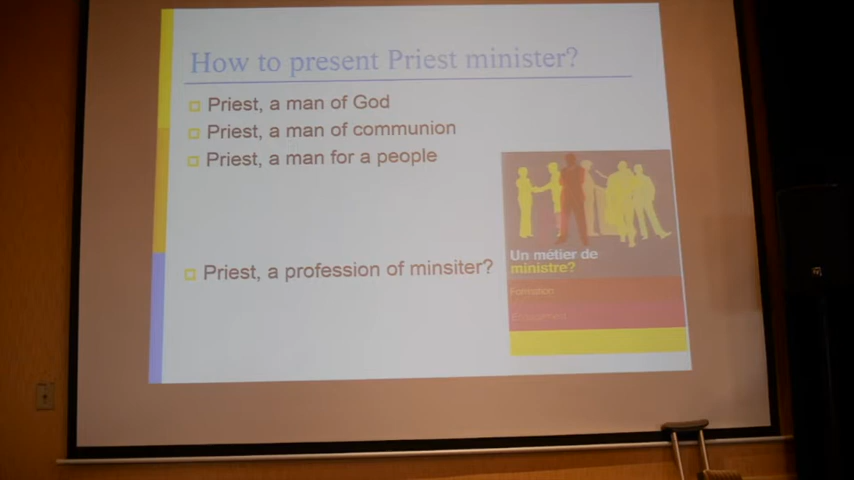 How to present Priest minister?
Priest, a man of God
Priest, a man of communion
Priest, a man for a people
Priest, a profession of minsiter?
Un métier de
ministre?
Formation